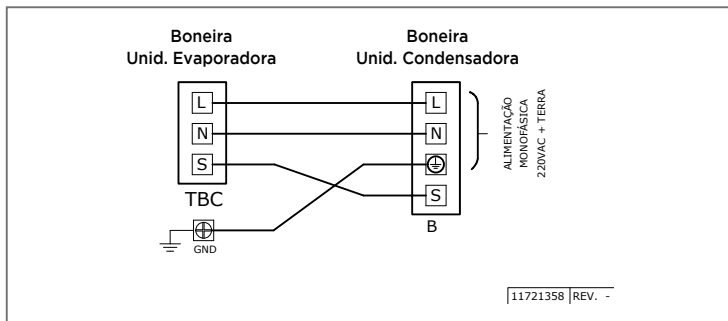 Boneira
Unid. Evaporadora
Boneira
Unid. Condensadora
L
N
S
TBC
GND
L
N
S
B
ALIMENTAÇÃO
MONOFÁSICA
220VAC + TERRA
11721358 REV. -